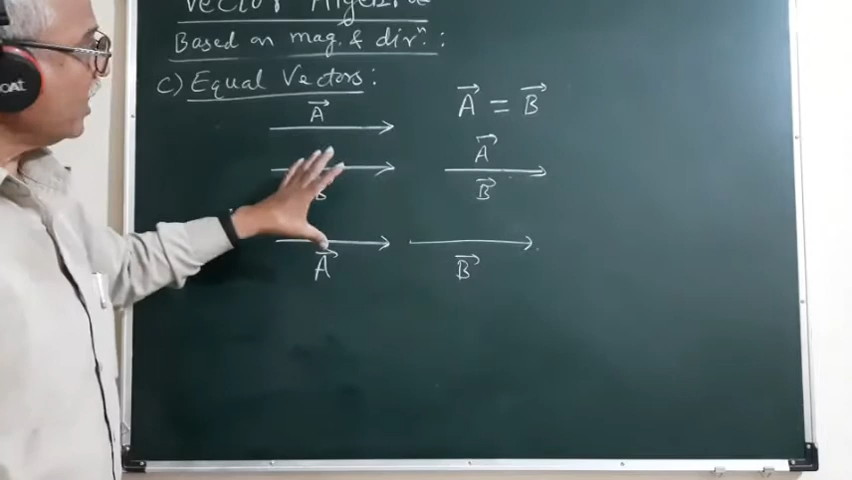 Vector Algebra
Based on mag. & dirⁿ. :
C) Equal Vectors :
A⃗
A⃗ = B⃗
A⃗
B
B⃗
A⃗
B⃗